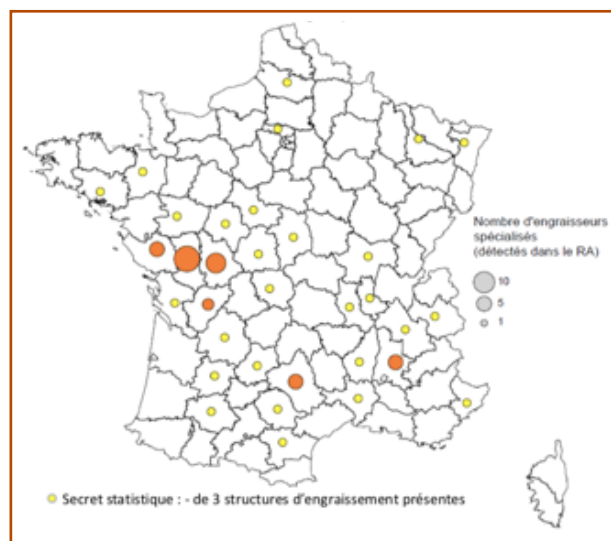 Nombre d'engraisseurs
spécialisés
(détectés dans le RA)
10
5
1
Secret statistique : - de 3 structures d'engraissement présentes